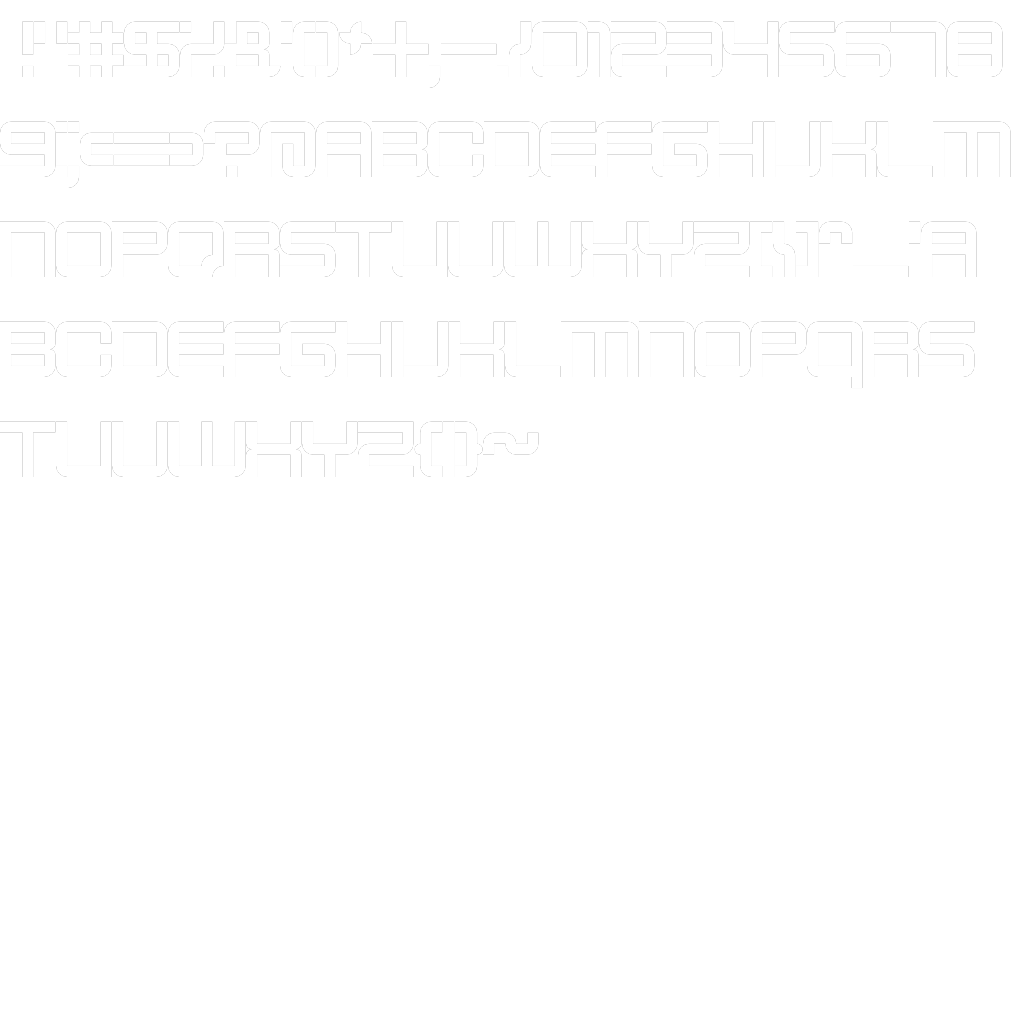 !"#$%&'()*+,-./012345678
9:;<=>?@ABCDEFGHIJKLM
NOPQRSTUVWXYZ[\]^_`A
BCDEFGHIJKLMNOPQRS
TUVWXYZ{|}~